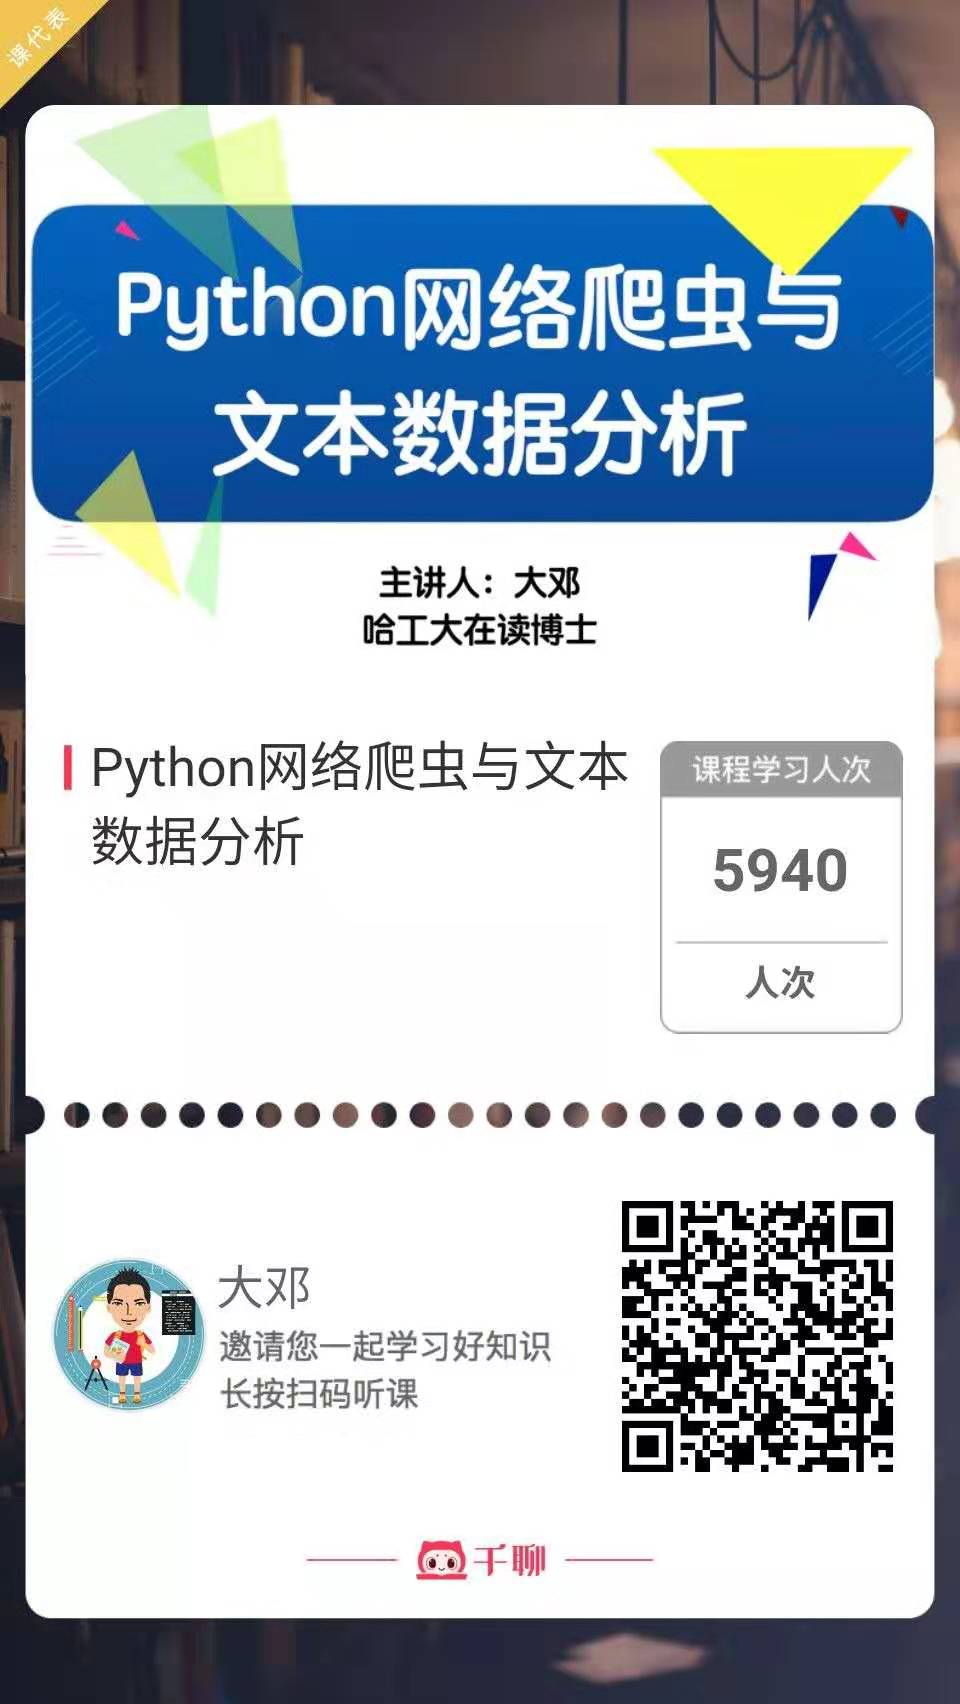 课代表
Python网络爬虫与
文本数据分析
主讲人：大邓
哈工大在读博士
Python网络爬虫与文本
数据分析
课程学习人次
5940
人次
大邓
邀请您一起学习好知识
长按扫码听课
千聊